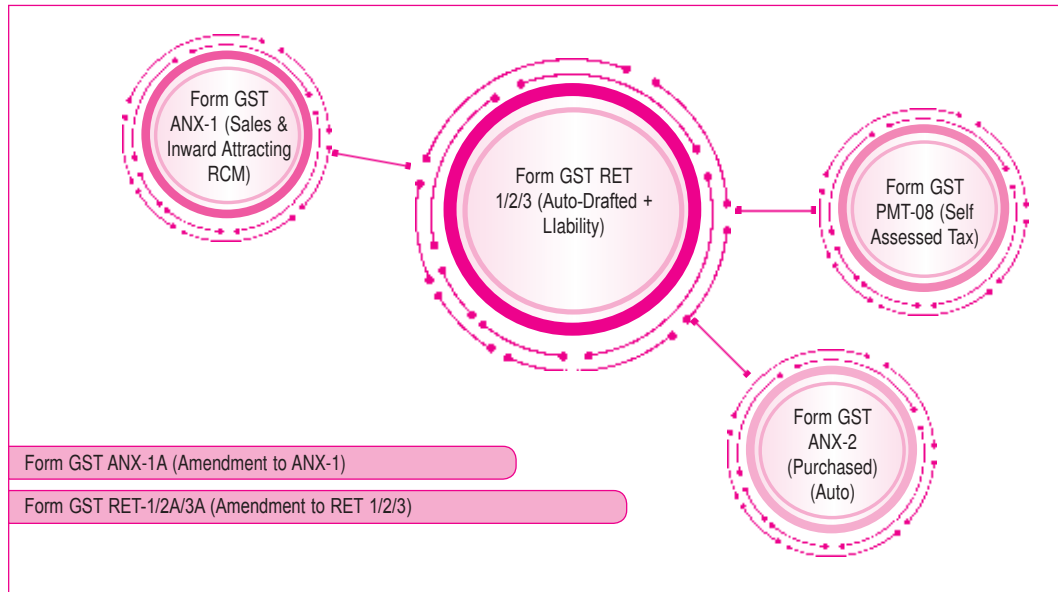 Form GST
ANX-1 (Sales &
Inward Attracting
RCM)
Form GST RET
1/2/3 (Auto-Drafted +
LIability)
Form GST
PMT-08 (Self
Assessed Tax)
Form GST
ANX-2
(Purchased)
(Auto)
Form GST ANX-1A (Amendment to ANX-1)
Form GST RET-1/2A/3A (Amendment to RET 1/2/3)